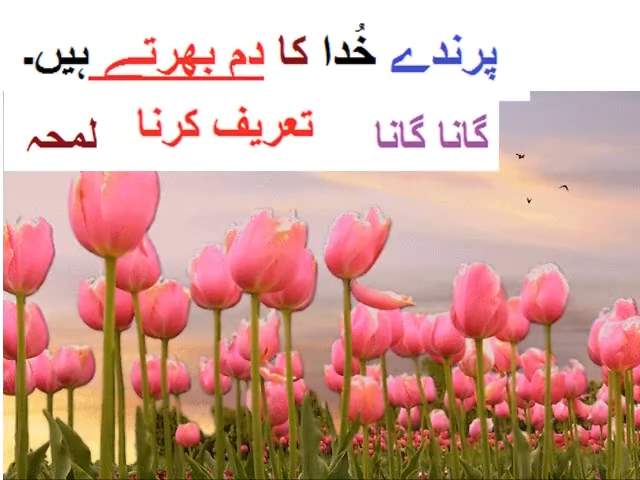 پرندے خُدا کا دم بھرتے ہیں۔
گانا گانا تعریف کرنا لمحہ